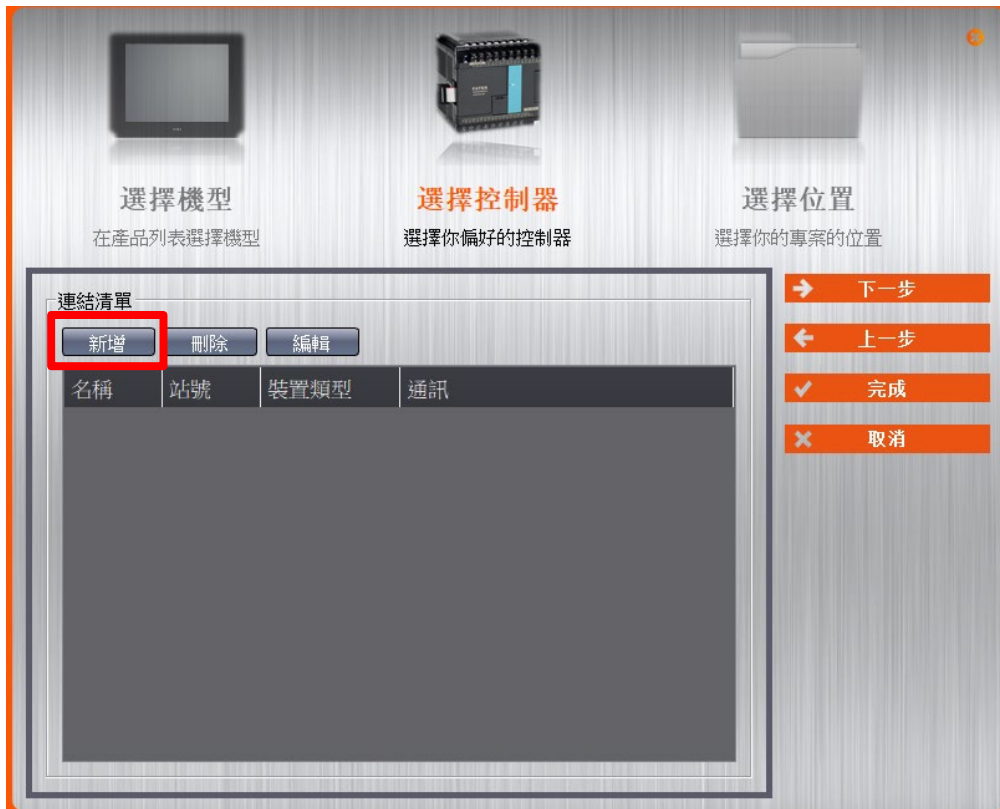 選擇機型
在產品列表選擇機型
選擇控制器
選擇你偏好的控制器
選擇位置
選擇你的專案的位置
連結清單
新增 刪除 編輯
名稱 站號 裝置類型 通訊
下一步
上一步
完成
取消